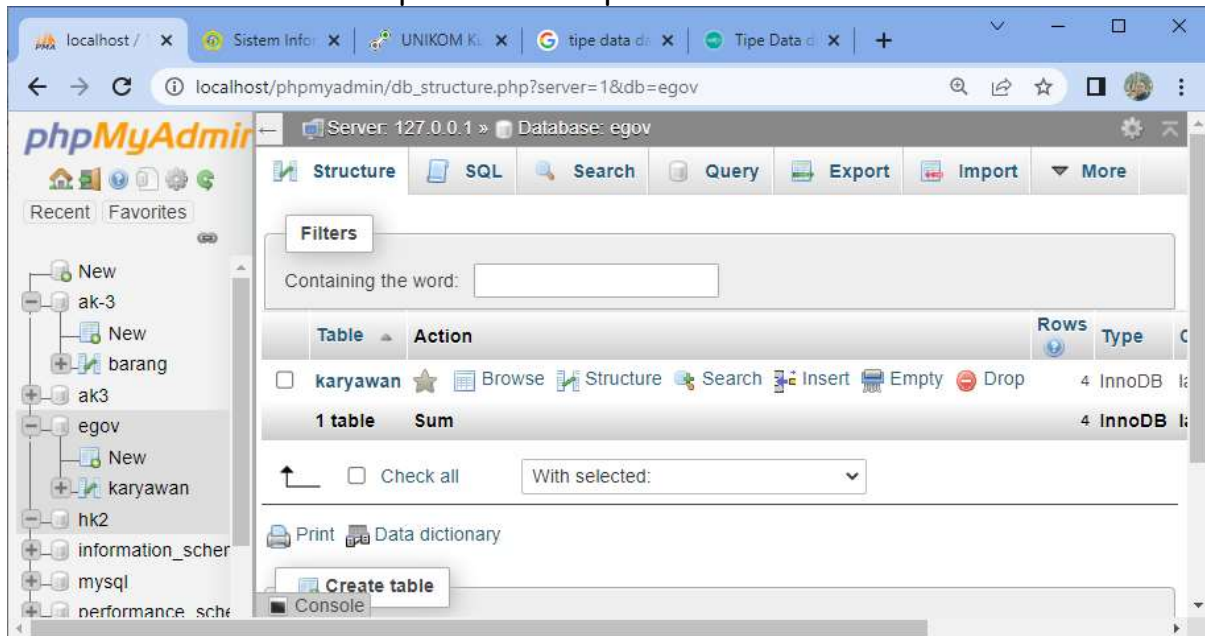 localhost /
Sistem Info
UNIKOM K
tipe data d
Tipe Data d
localhost/phpmyadmin/db_structure.php?server=1&db=egov
phpMyAdmin
Server: 127.0.0.1 » Database: egov
Structure SQL Search Query Export Import More
Recent Favorites
Filters
Containing the word:
New
ak-3
New
barang
ak3
egov
New
karyawan
hk2
information_scher
mysql
performance_sche
Table Action Rows Type
karyawan Browse Structure Search Insert Empty Drop 4 InnoDB
1 table Sum 4 InnoDB
Check all With selected:
Print Data dictionary
Create table
Console